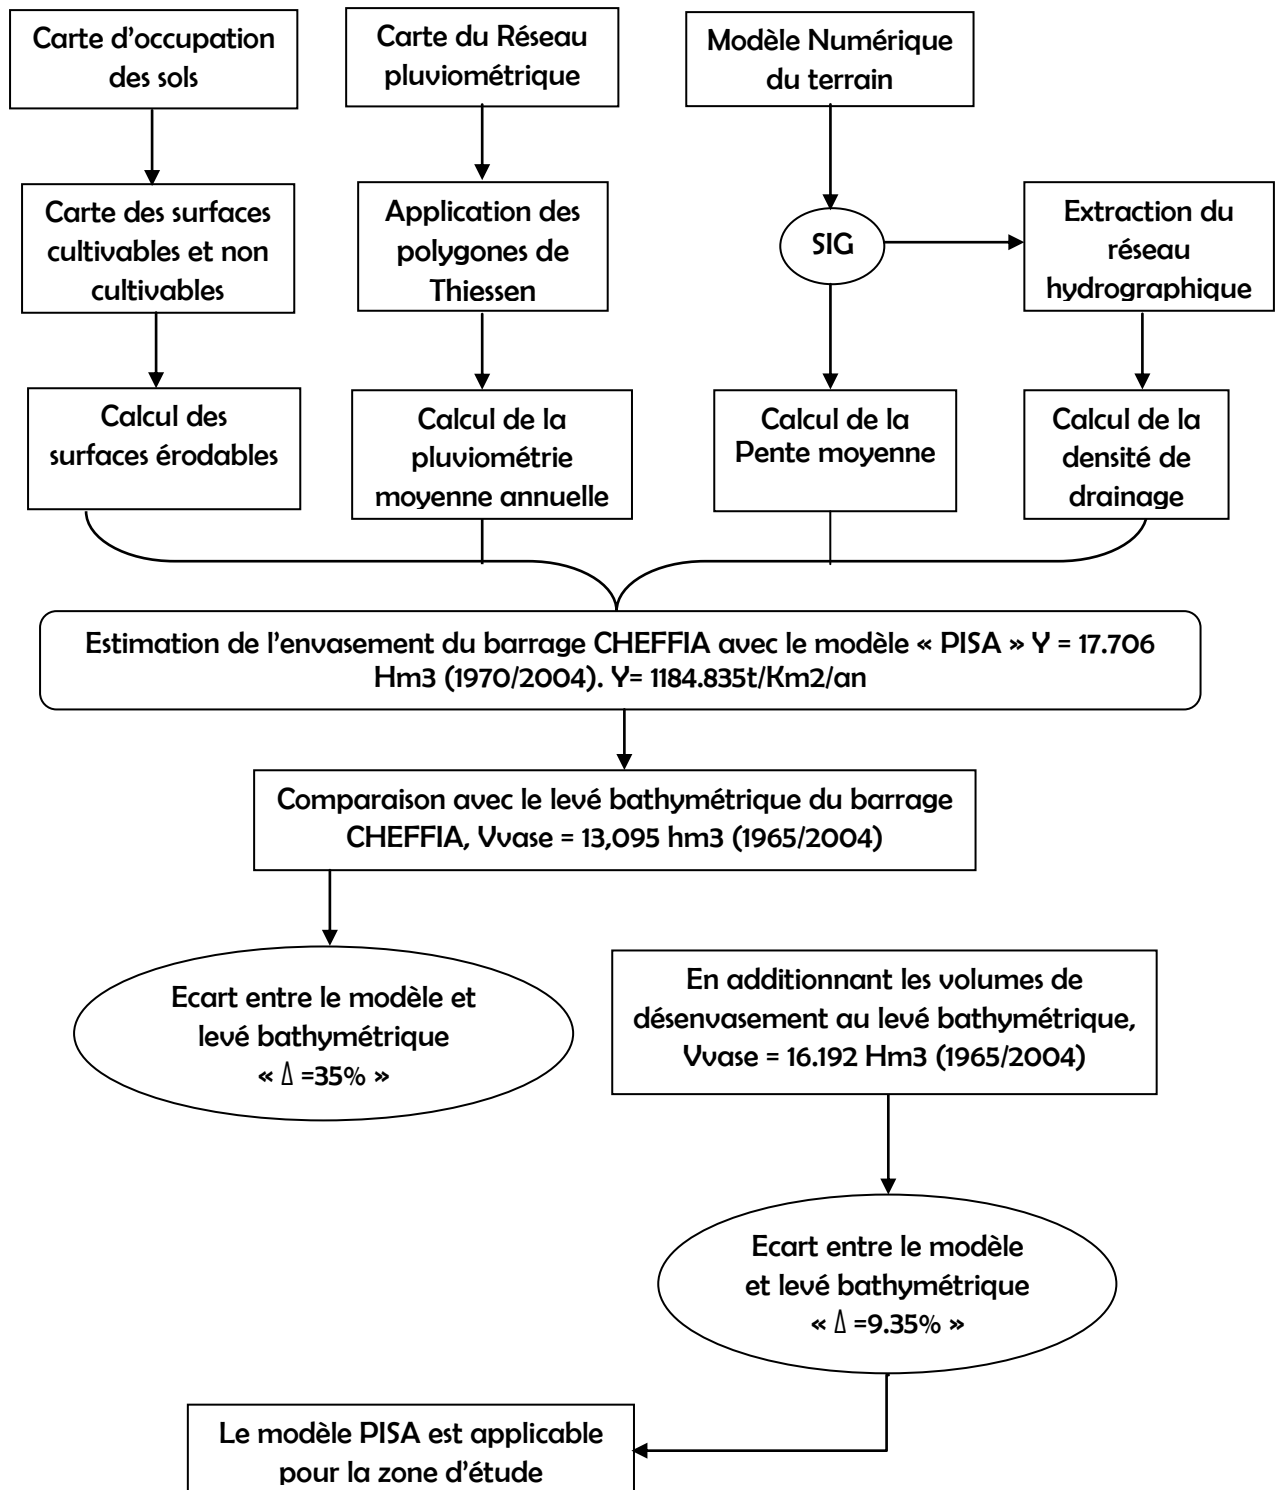 Carte d'occupation
des sols
Carte du Réseau
pluviométrique
Modèle Numérique
du terrain
Carte des surfaces
cultivables et non
cultivables
Application des
polygones de
Thiessen
SIG
Extraction du
réseau
hydrographique
Calcul des
surfaces érodables
Calcul de la
pluviométrie
moyenne annuelle
Calcul de la
Pente moyenne
Calcul de la
densité de
drainage
Estimation de l'envasement du barrage CHEFFIA avec le modèle « PISA » Y = 17.706
Hm3 (1970/2004). Y= 1184.835t/Km2/an
Comparaison avec le levé bathymétrique du barrage
CHEFFIA, Vvase = 13,095 hm3 (1965/2004)
Ecart entre le modèle et
levé bathymétrique
« Δ =35% »
En additionnant les volumes de
désenvasement au levé bathymétrique,
Vvase = 16.192 Hm3 (1965/2004)
Ecart entre le modèle
et levé bathymétrique
« Δ =9.35% »
Le modèle PISA est applicable
pour la zone d'étude